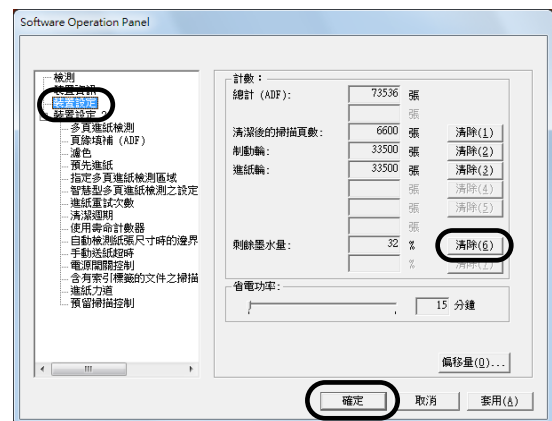 Software Operation Panel
檢測
裝置資訊
裝置設定
裝置設定 2
多頁進紙檢測
頁緣填補 (ADF)
濾色
預先進紙
指定多頁進紙檢測區域
智慧型多頁進紙檢測之設定
進紙重試次數
清潔週期
使用壽命計數器
自動檢測紙張尺寸時的邊界
手動送紙超時
電源開關控制
含有索引標籤的文件之掃描
進紙力道
預留掃描控制
計數：
總計 (ADF): 73536 張
張
清潔後的掃描頁數: 6600 張 清除(1)
制動輪: 33500 張 清除(2)
進紙輪: 33500 張 清除(3)
張 清除(4)
張 清除(5)
張
剩餘墨水量: 32 % 清除(6)
% 清除(7)
省電功率:
15 分鐘
偏移量(O)...
確定 取消 套用(A)